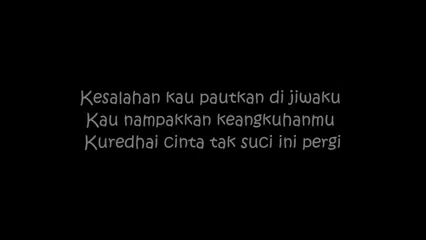 Kesalahan kau pautkan di jiwaku
Kau nampakkan keangkuhanmu
Kuredhai cinta tak suci ini pergi